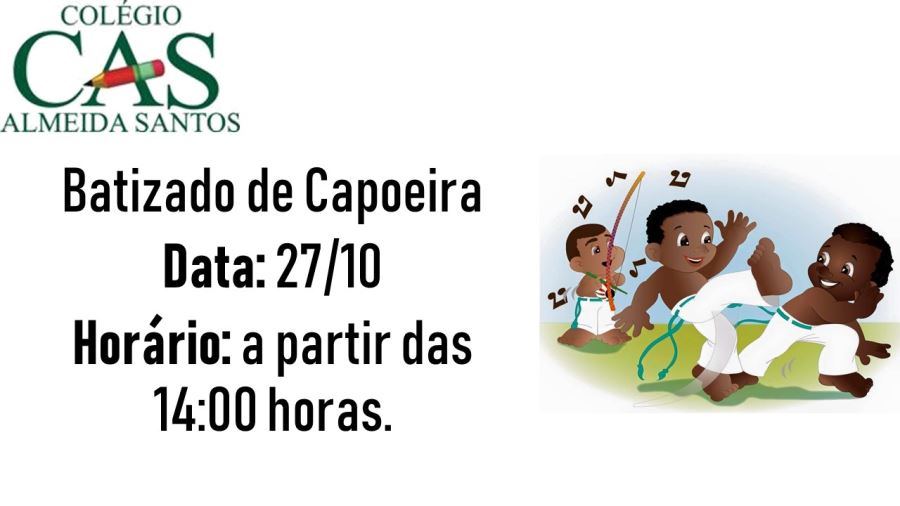 COLÉGIO
CAS
ALMEIDA SANTOS
Batizado de Capoeira
Data: 27/10
Horário: a partir das
14:00 horas.